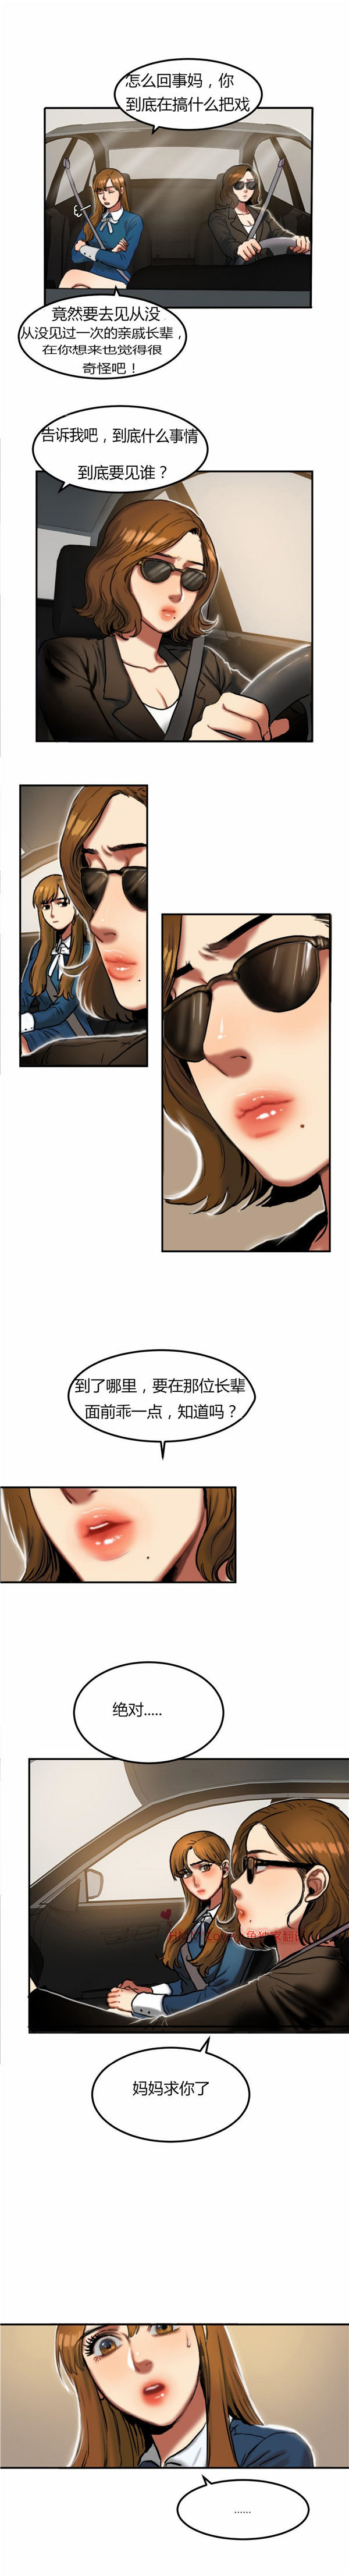 怎么回事妈，你
到底在搞什么把戏
竟然要去见从没
从没见过一次的亲戚长辈，
在你想来也觉得很
奇怪吧！
告诉我吧，到底什么事情
到底要见谁？
到了哪里，要在那位长辈
面前乖一点，知道吗？
绝对.....
妈妈求你了
......